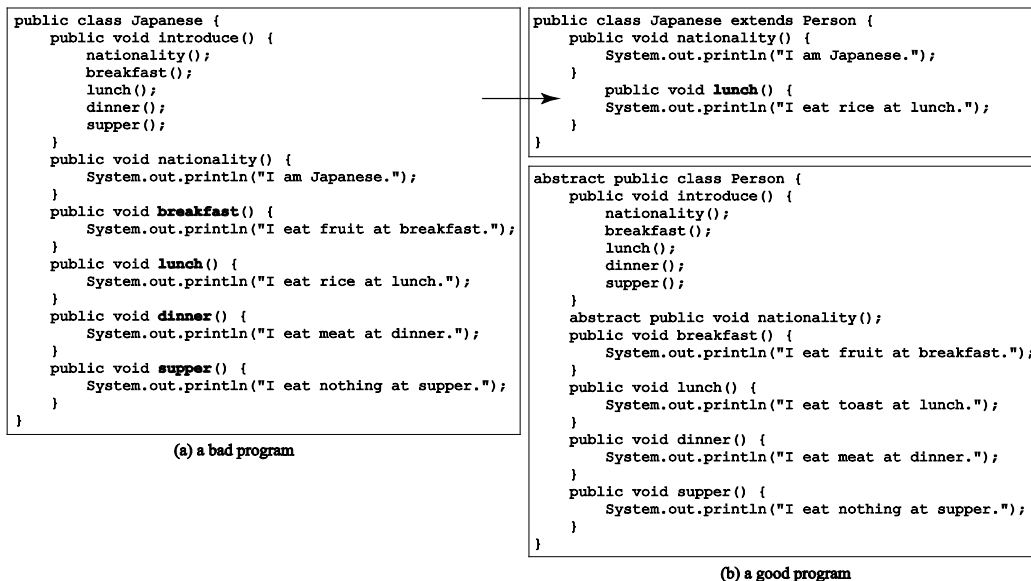 public class Japanese {
    public void introduce() {
        nationality();
        breakfast();
        lunch();
        dinner();
        supper();
    }
    public void nationality() {
        System.out.println("I am Japanese.");
    }
    public void breakfast() {
        System.out.println("I eat fruit at breakfast.");
    }
    public void lunch() {
        System.out.println("I eat rice at lunch.");
    }
    public void dinner() {
        System.out.println("I eat meat at dinner.");
    }
    public void supper() {
        System.out.println("I eat nothing at supper.");
    }
}
(a) a bad program
public class Japanese extends Person {
    public void nationality() {
        System.out.println("I am Japanese.");
    }
        public void lunch() {
        System.out.println("I eat rice at lunch.");
    }
}
abstract public class Person {
    public void introduce() {
        nationality();
        breakfast();
        lunch();
        dinner();
        supper();
    }
    abstract public void nationality();
    public void breakfast() {
        System.out.println("I eat fruit at breakfast.");
    }
    public void lunch() {
        System.out.println("I eat toast at lunch.");
    }
    public void dinner() {
        System.out.println("I eat meat at dinner.");
    }
    public void supper() {
        System.out.println("I eat nothing at supper.");
    }
}
(b) a good program